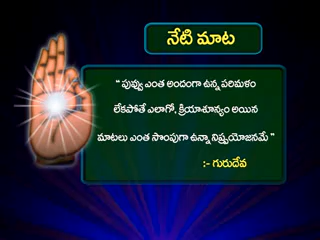 నేటి మాట
“ పువ్వు ఎంత అందంగా ఉన్న పరిమళం
లేకపోతే ఎలాగో, క్రియాశూన్యం అయిన
మాటలు ఎంత సొంపుగా ఉన్నా నిష్ప్రయోజనమే ”
:- గురుదేవ